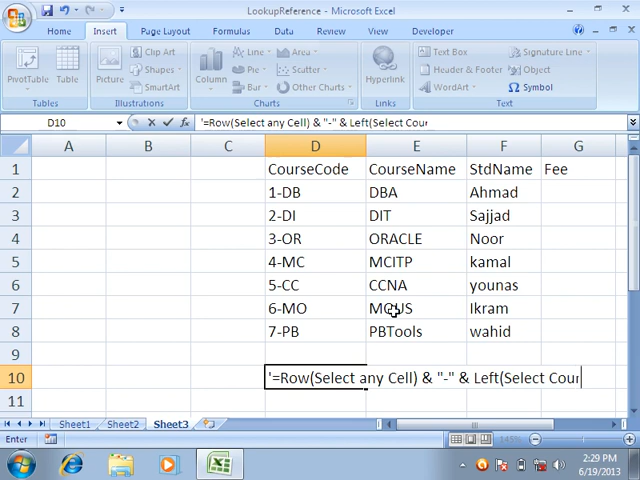 LookupReference - Microsoft Excel
Home Insert Page Layout Formulas Data Review View Developer
PivotTable Table Picture Clip Art Shapes SmartArt Column Line Pie Bar Area Scatter Other Charts Hyperlink Text Box Header & Footer WordArt Signature Line Object Symbol
Tables Illustrations Charts Links Text
D10 fx '=Row(Select any Cell) & "-" & Left(Select Cour
A B C D E F G
1 CourseCode CourseName StdName Fee
2 1-DB DBA Ahmad
3 2-DI DIT Sajjad
4 3-OR ORACLE Noor
5 4-MC MCITP kamal
6 5-CC CCNA younas
7 6-MO MOUS Ikram
8 7-PB PBTools wahid
9
10 '=Row(Select any Cell) & "-" & Left(Select Cour
11
Sheet1 Sheet2 Sheet3
Enter 145%
2:29 PM
6/19/2013